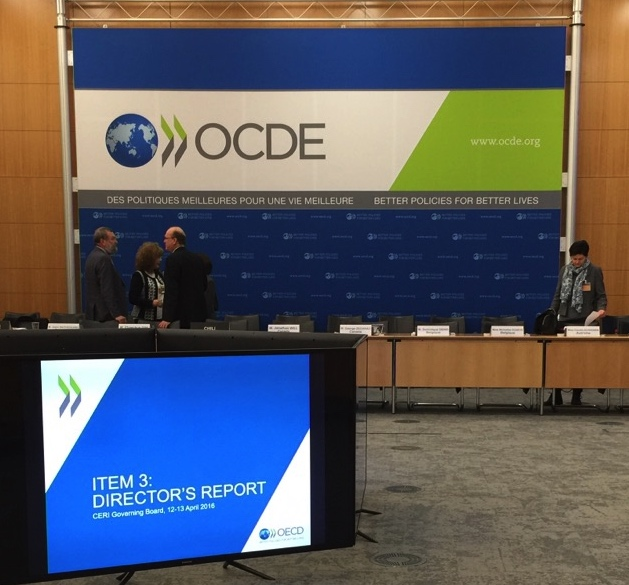 OCDE
www.ocde.org
DES POLITIQUES MEILLEURES POUR UNE VIE MEILLEURE
BETTER POLICIES FOR BETTER LIVES
CHILI
ITEM 3:
DIRECTOR'S REPORT
CERI Governing Board, 12-13 April 2016
OECD